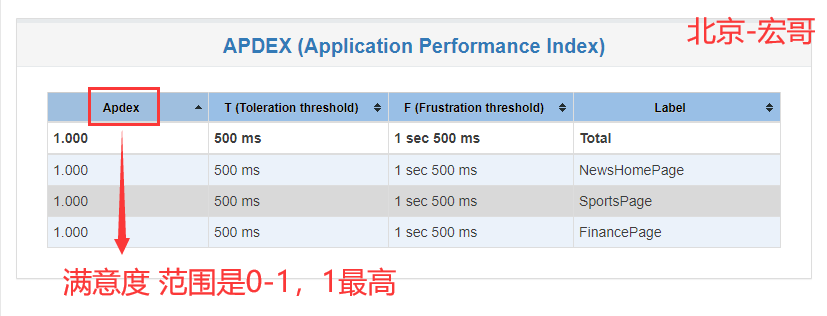 北京-宏哥
APDEX (Application Performance Index)
Apdex T (Toleration threshold) F (Frustration threshold) Label
1.000 500 ms 1 sec 500 ms Total
1.000 500 ms 1 sec 500 ms NewsHomePage
1.000 500 ms 1 sec 500 ms SportsPage
1.000 500 ms 1 sec 500 ms FinancePage
满意度 范围是0-1，1最高